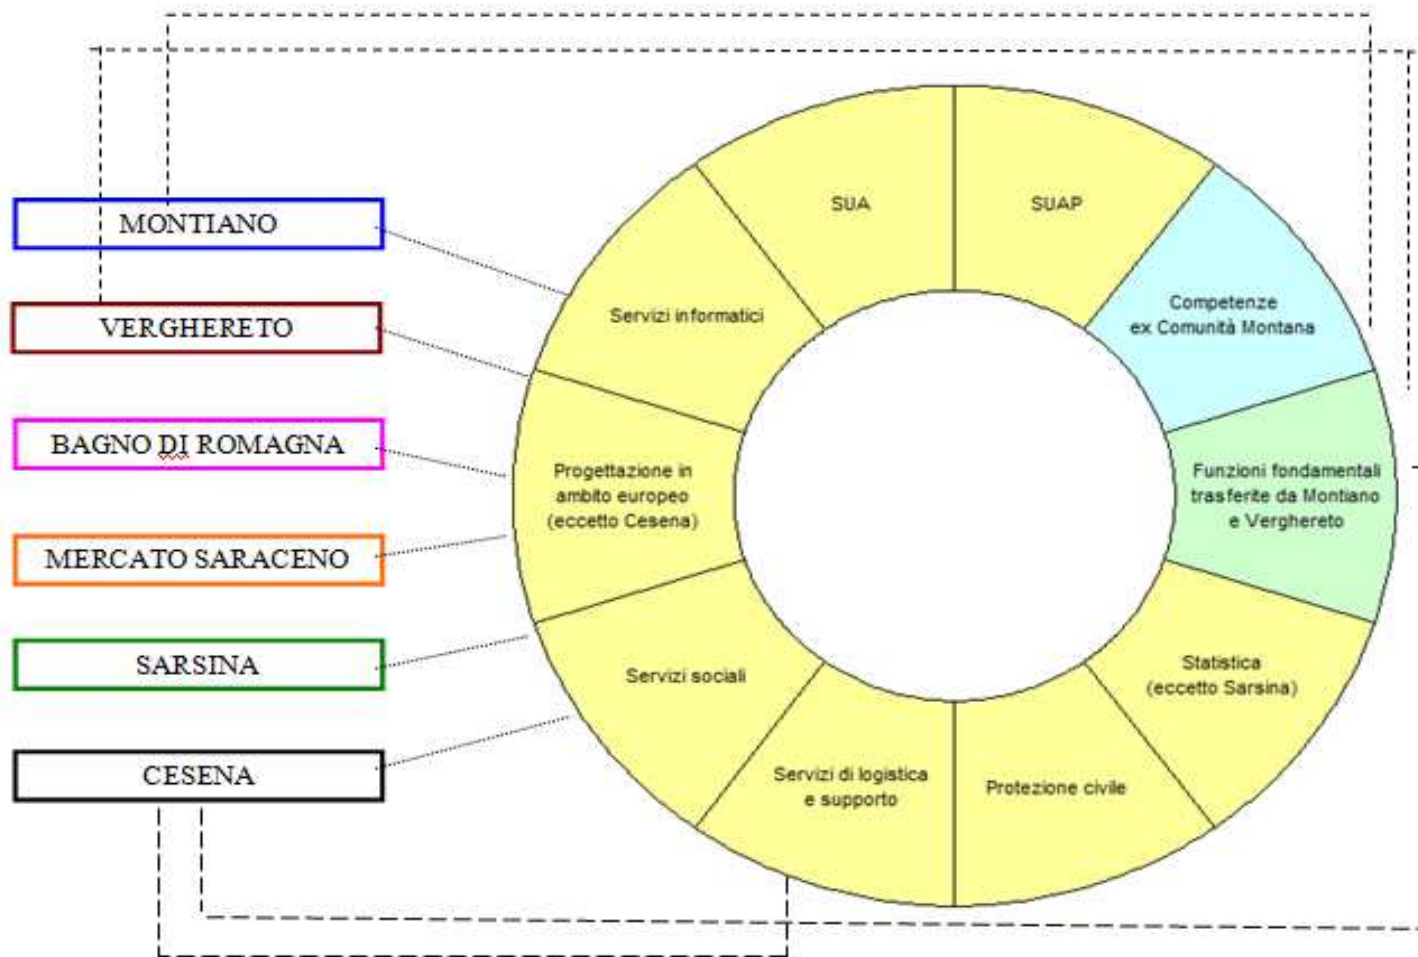 MONTIANO
VERGHERETO
BAGNO DI ROMAGNA
MERCATO SARACENO
SARSINA
CESENA
SUA
SUAP
Servizi informatici
Competenze
ex Comunità Montana
Progettazione in
ambito europeo
(eccetto Cesena)
Funzioni fondamentali
trasferite da Montiano
e Verghereto
Servizi sociali
Statistica
(eccetto Sarsina)
Servizi di logistica
e supporto
Protezione civile